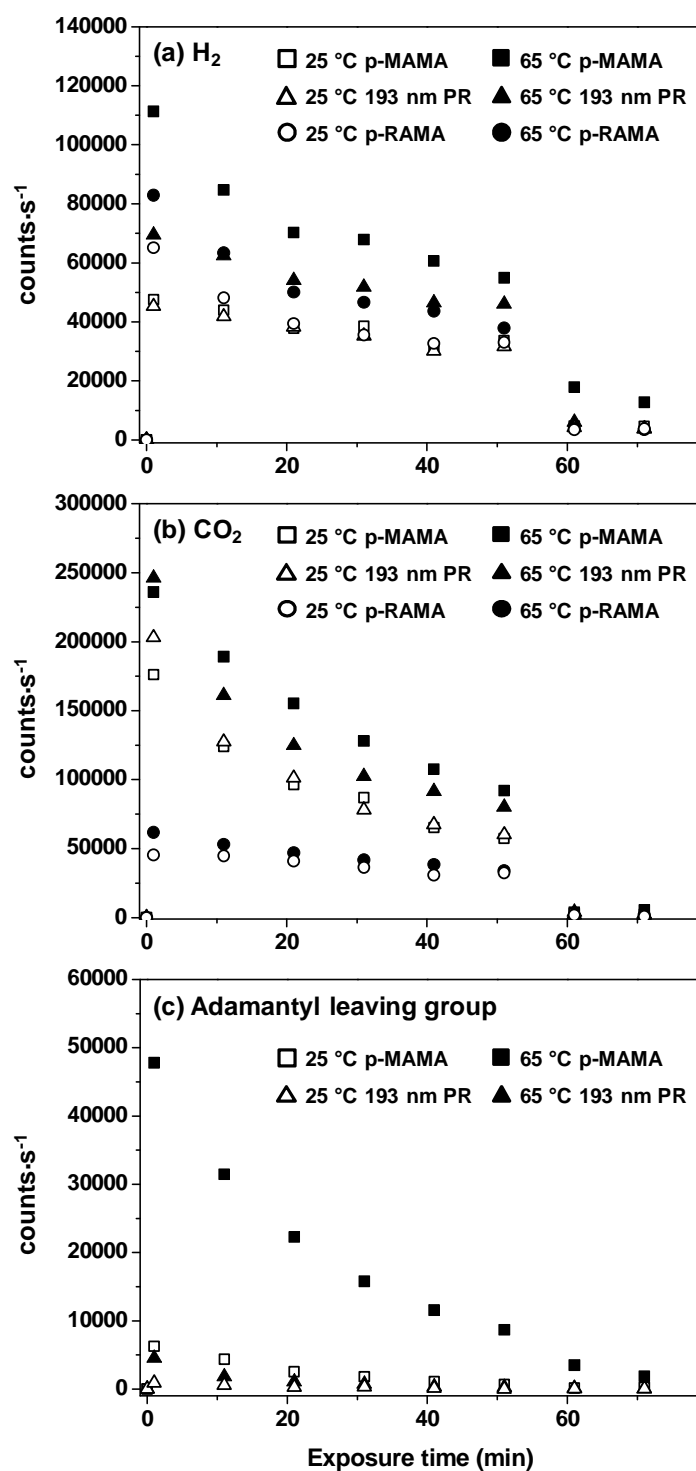 (a) H₂
25 °C p-MAMA 65 °C p-MAMA
25 °C 193 nm PR 65 °C 193 nm PR
25 °C p-RAMA 65 °C p-RAMA
140000
120000
100000
80000
60000
40000
20000
0
counts·s⁻¹
0 20 40 60
(b) CO₂
25 °C p-MAMA 65 °C p-MAMA
25 °C 193 nm PR 65 °C 193 nm PR
25 °C p-RAMA 65 °C p-RAMA
300000
250000
200000
150000
100000
50000
0
counts·s⁻¹
0 20 40 60
(c) Adamantyl leaving group
25 °C p-MAMA 65 °C p-MAMA
25 °C 193 nm PR 65 °C 193 nm PR
60000
50000
40000
30000
20000
10000
0
counts·s⁻¹
0 20 40 60
Exposure time (min)